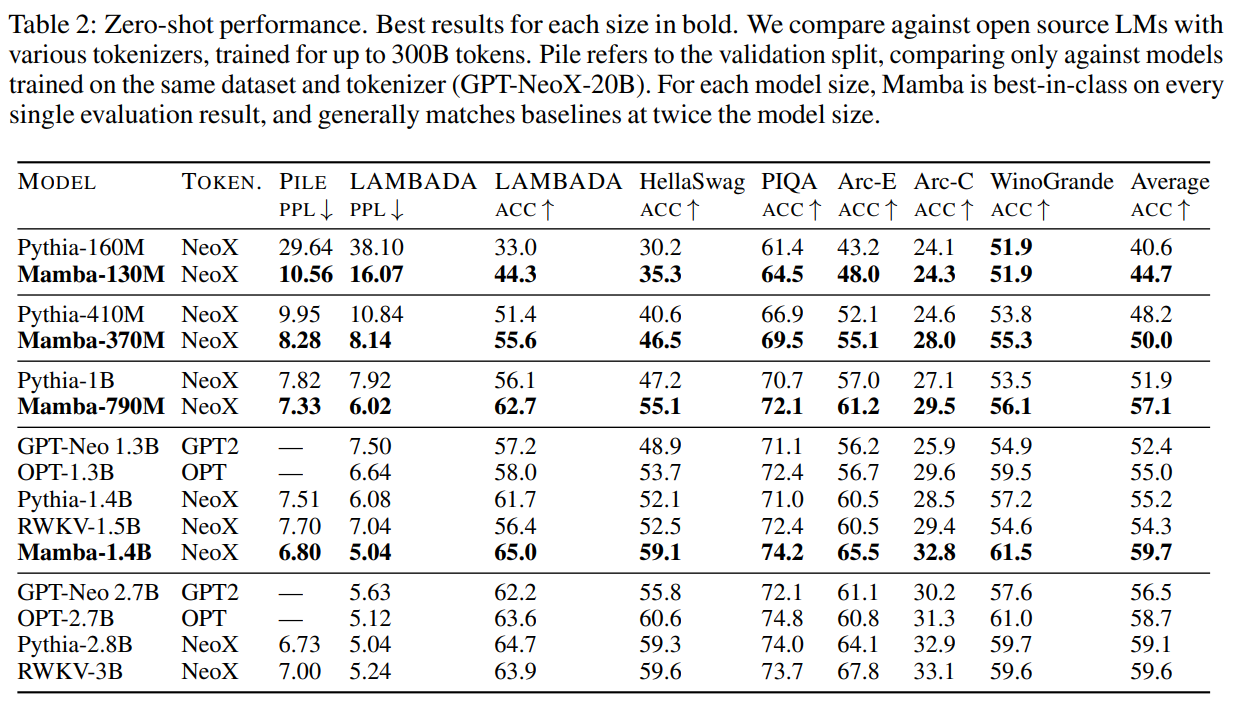 Table 2: Zero-shot performance. Best results for each size in bold. We compare against open source LMs with
various tokenizers, trained for up to 300B tokens. Pile refers to the validation split, comparing only against models
trained on the same dataset and tokenizer (GPT-NeoX-20B). For each model size, Mamba is best-in-class on every
single evaluation result, and generally matches baselines at twice the model size.
MODEL TOKEN. PILE LAMBADA LAMBADA HellaSwag PIQA Arc-E Arc-C WinoGrande Average
PPL ↓ PPL ↓ ACC ↑ ACC ↑ ACC ↑ ACC ↑ ACC ↑ ACC ↑ ACC ↑
Pythia-160M NeoX 29.64 38.10 33.0 30.2 61.4 43.2 24.1 51.9 40.6
Mamba-130M NeoX 10.56 16.07 44.3 35.3 64.5 48.0 24.3 51.9 44.7
Pythia-410M NeoX 9.95 10.84 51.4 40.6 66.9 52.1 24.6 53.8 48.2
Mamba-370M NeoX 8.28 8.14 55.6 46.5 69.5 55.1 28.0 55.3 50.0
Pythia-1B NeoX 7.82 7.92 56.1 47.2 70.7 57.0 27.1 53.5 51.9
Mamba-790M NeoX 7.33 6.02 62.7 55.1 72.1 61.2 29.5 56.1 57.1
GPT-Neo 1.3B GPT2 — 7.50 57.2 48.9 71.1 56.2 25.9 54.9 52.4
OPT-1.3B OPT — 6.64 58.0 53.7 72.4 56.7 29.6 59.5 55.0
Pythia-1.4B NeoX 7.51 6.08 61.7 52.1 71.0 60.5 28.5 57.2 55.2
RWKV-1.5B NeoX 7.70 7.04 56.4 52.5 72.4 60.5 29.4 54.6 54.3
Mamba-1.4B NeoX 6.80 5.04 65.0 59.1 74.2 65.5 32.8 61.5 59.7
GPT-Neo 2.7B GPT2 — 5.63 62.2 55.8 72.1 61.1 30.2 57.6 56.5
OPT-2.7B OPT — 5.12 63.6 60.6 74.8 60.8 31.3 61.0 58.7
Pythia-2.8B NeoX 6.73 5.04 64.7 59.3 74.0 64.1 32.9 59.7 59.1
RWKV-3B NeoX 7.00 5.24 63.9 59.6 73.7 67.8 33.1 59.6 59.6